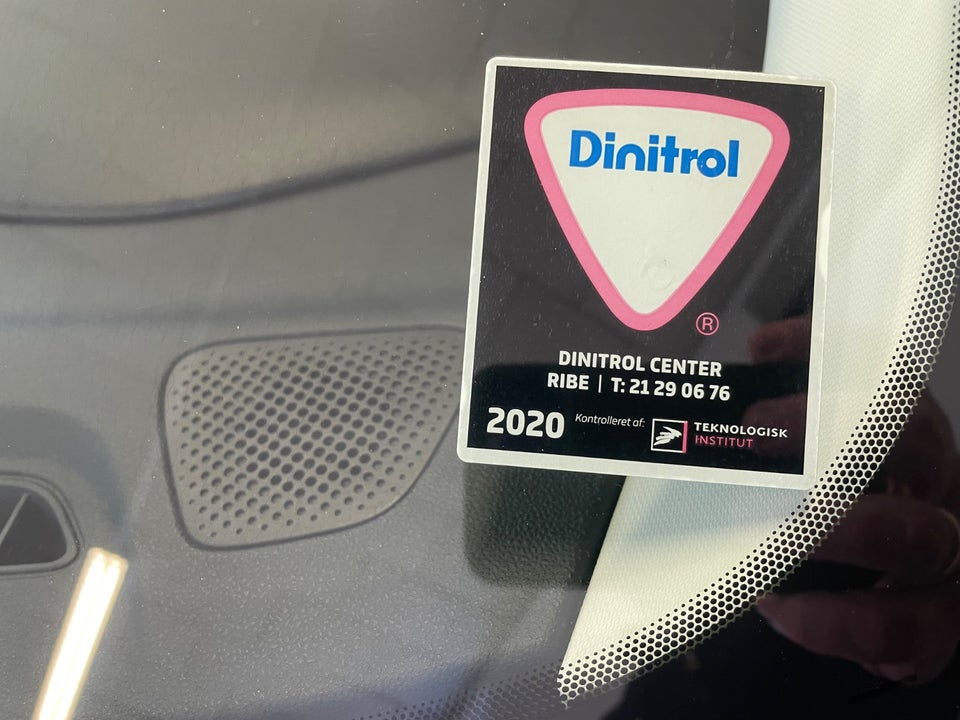 Dinitrol
®
DINITROL CENTER
RIBE | T: 21 29 06 76
2020 Kontrolleret af: TEKNOLOGISK
INSTITUT